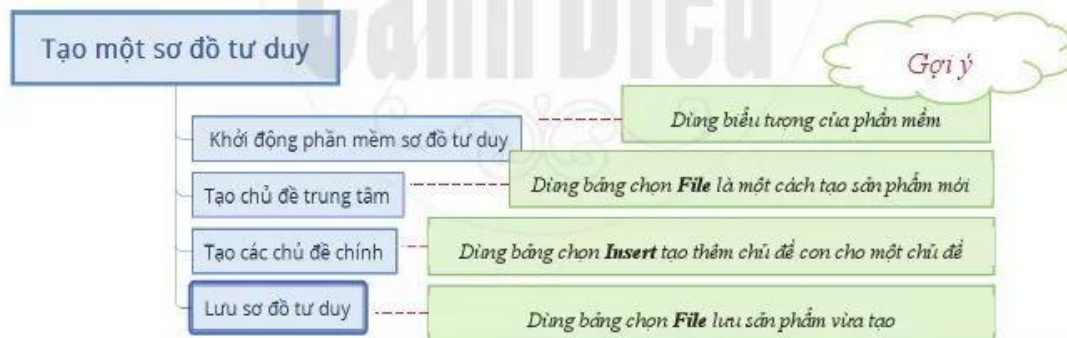 Cánh Diều
Tạo một sơ đồ tư duy
Gợi ý
Khởi động phần mềm sơ đồ tư duy
Dùng biểu tượng của phần mềm
Tạo chủ đề trung tâm
Dùng bảng chọn File là một cách tạo sản phẩm mới
Tạo các chủ đề chính
Dùng bảng chọn Insert tạo thêm chủ đề con cho một chủ đề
Lưu sơ đồ tư duy
Dùng bảng chọn File lưu sản phẩm vừa tạo